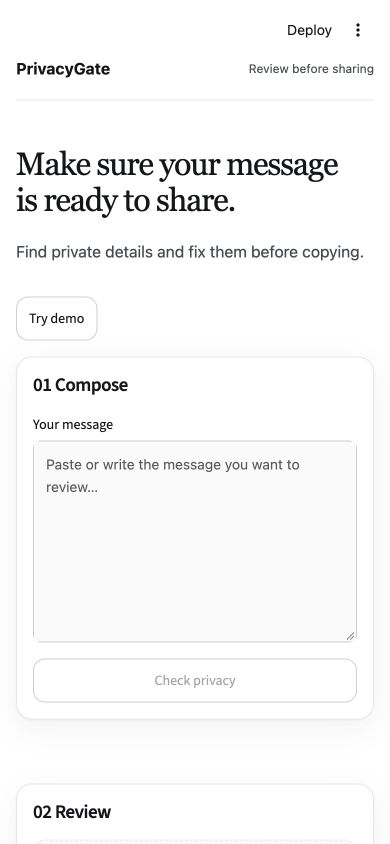 Deploy
PrivacyGate
Review before sharing
Make sure your message
is ready to share.
Find private details and fix them before copying.
Try demo
01 Compose
Your message
Paste or write the message you want to
review...
Check privacy
02 Review